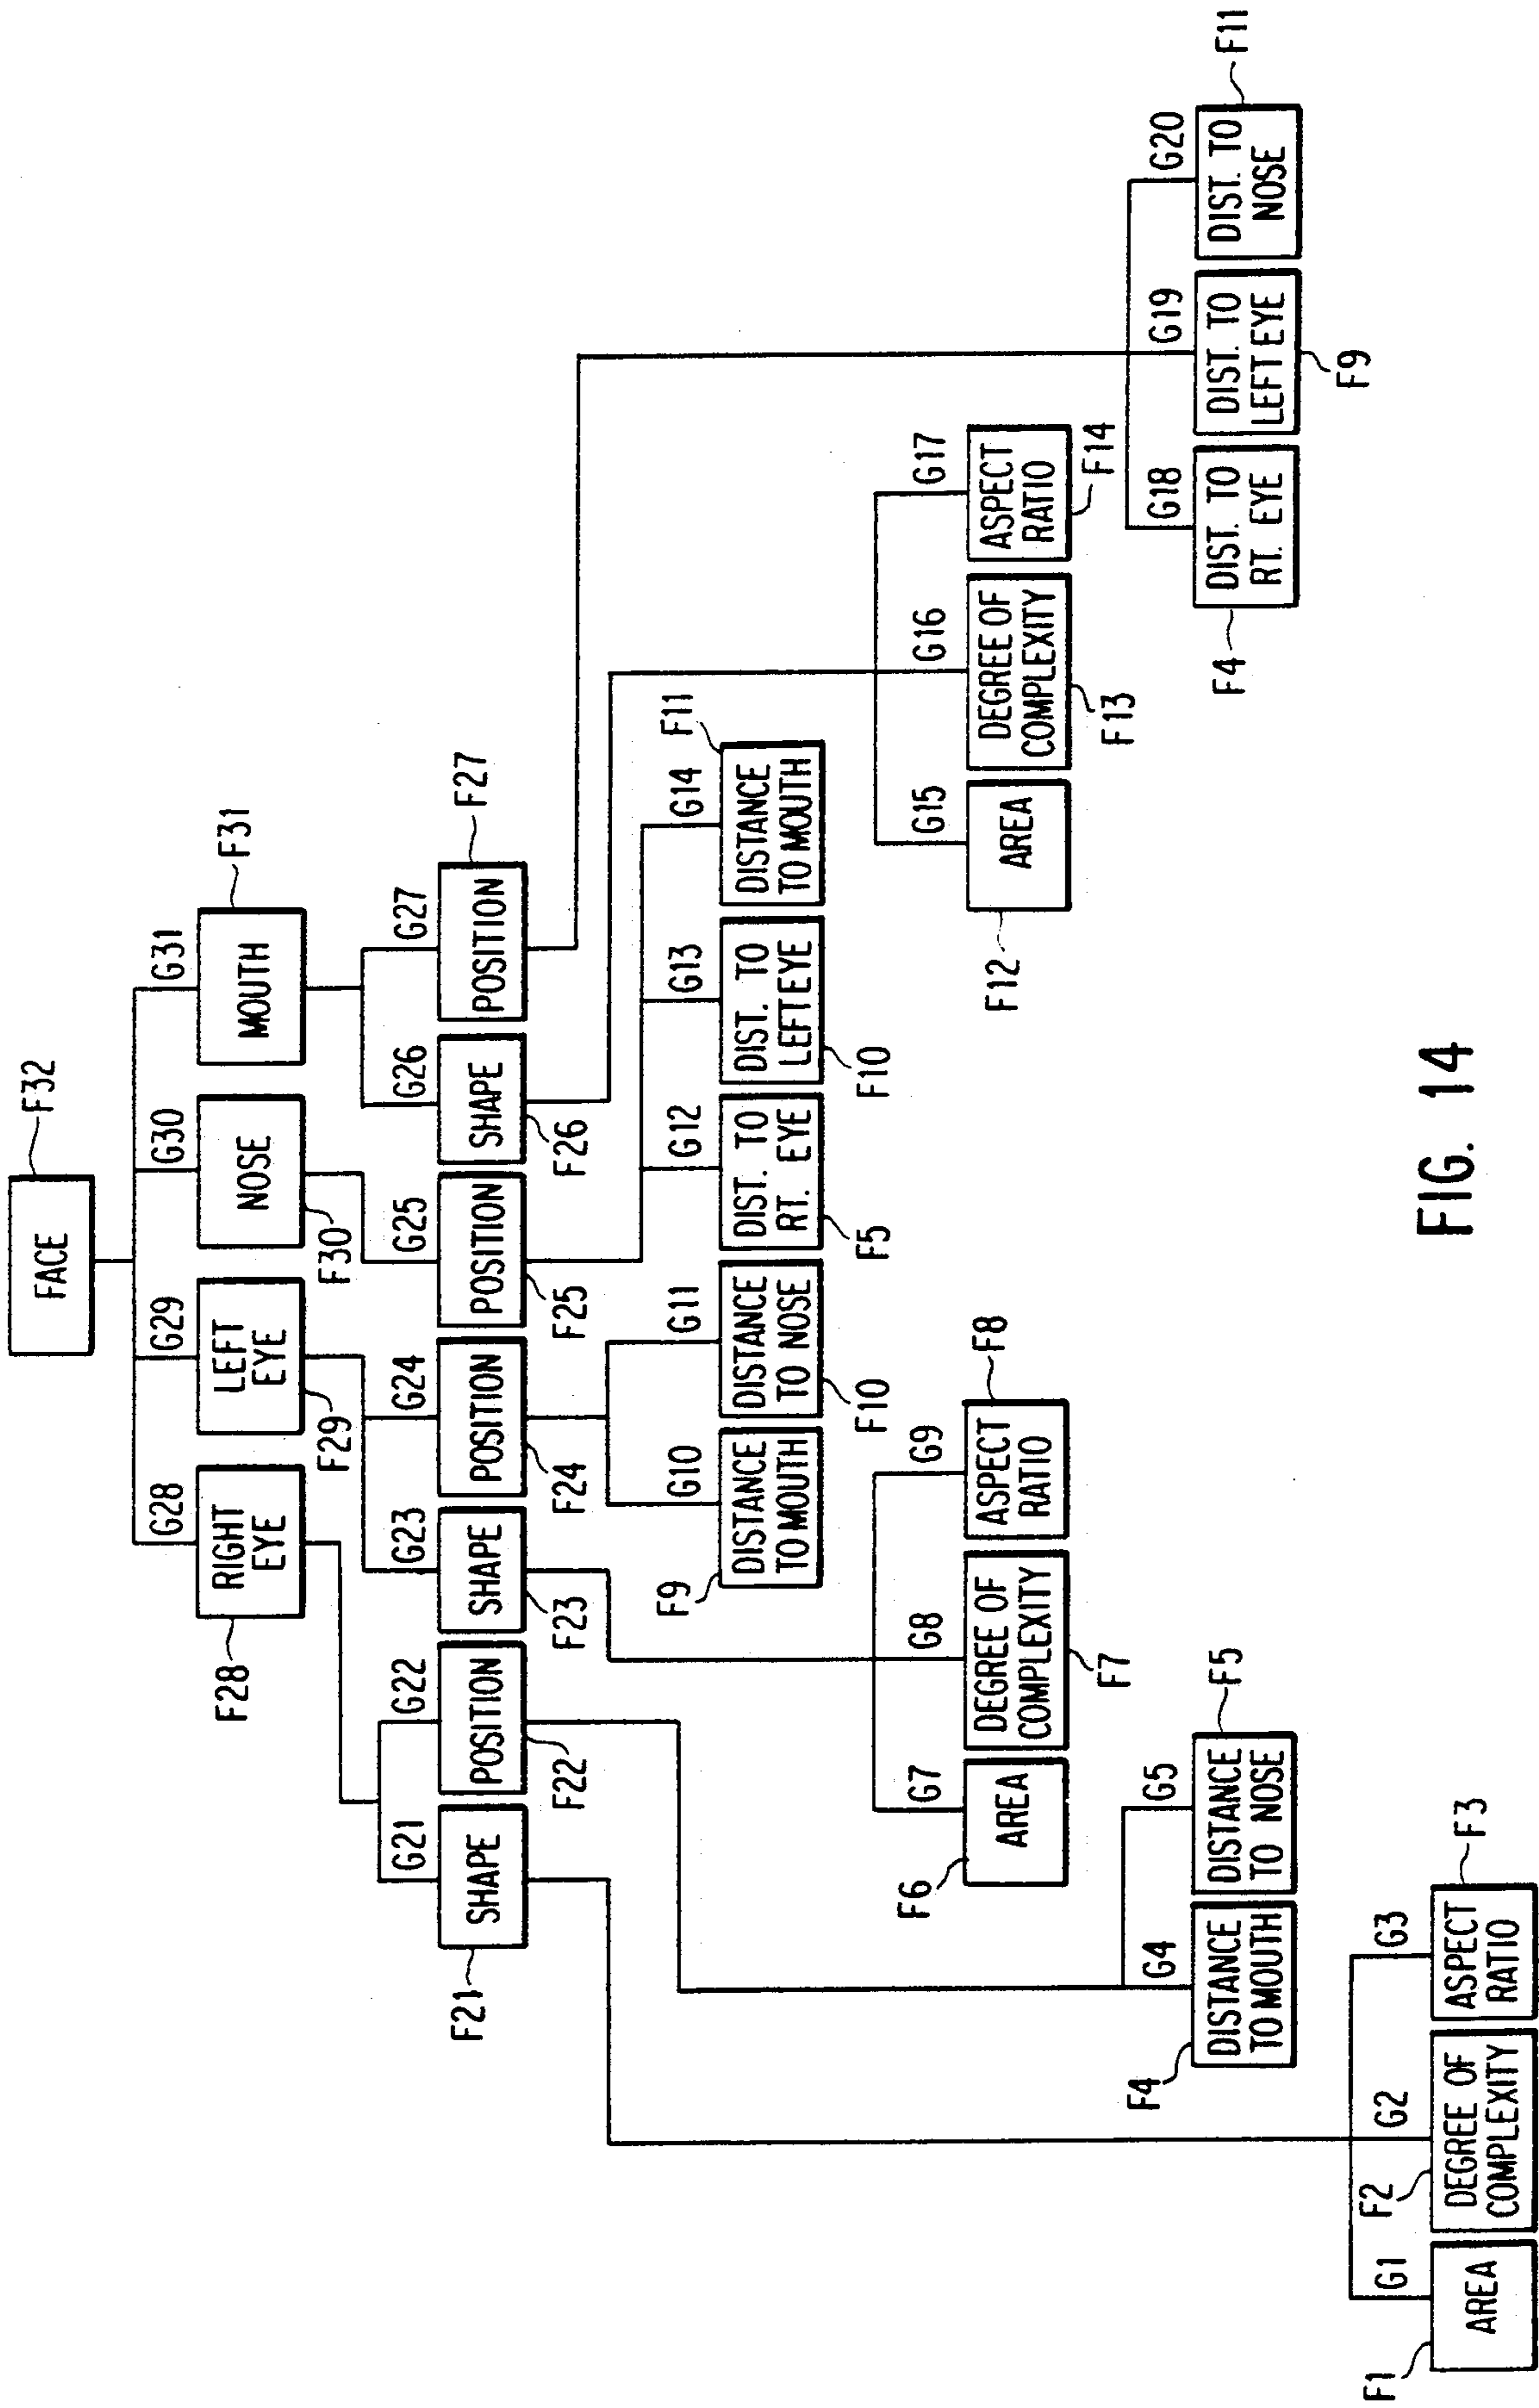 FACE
F32
G28
G29
G30
G31
RIGHT
EYE
F28
LEFT
EYE
F29
NOSE
F30
MOUTH
F31
G21
G22
G23
G24
G25
G26
G27
SHAPE
F21
POSITION
F22
SHAPE
F23
POSITION
F24
POSITION
F25
SHAPE
F26
POSITION
F27
G10
G11
G12
G13
G14
DISTANCE
TO MOUTH
F9
DISTANCE
TO NOSE
F10
DIST. TO
RT. EYE
F5
DIST. TO
LEFT EYE
F10
DISTANCE
TO MOUTH
F11
G7
G8
G9
AREA
F6
DEGREE OF
COMPLEXITY
F7
ASPECT
RATIO
F8
G15
G16
G17
AREA
F12
DEGREE OF
COMPLEXITY
F13
ASPECT
RATIO
F14
G4
G5
DISTANCE
TO MOUTH
F4
DISTANCE
TO NOSE
F5
G18
G19
G20
DIST. TO
RT. EYE
F4
DIST. TO
LEFT EYE
F9
DIST. TO
NOSE
F11
G1
G2
G3
AREA
F1
DEGREE OF
COMPLEXITY
F2
ASPECT
RATIO
F3
FIG. 14